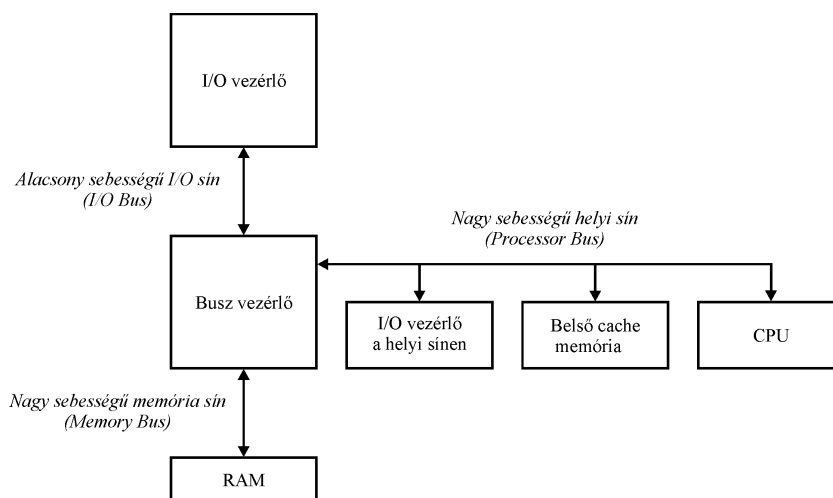 I/O vezérlő
Alacsony sebességű I/O sín
(I/O Bus)
Nagy sebességű helyi sín
(Processor Bus)
Busz vezérlő
I/O vezérlő
a helyi sínen
Belső cache
memória
CPU
Nagy sebességű memória sín
(Memory Bus)
RAM